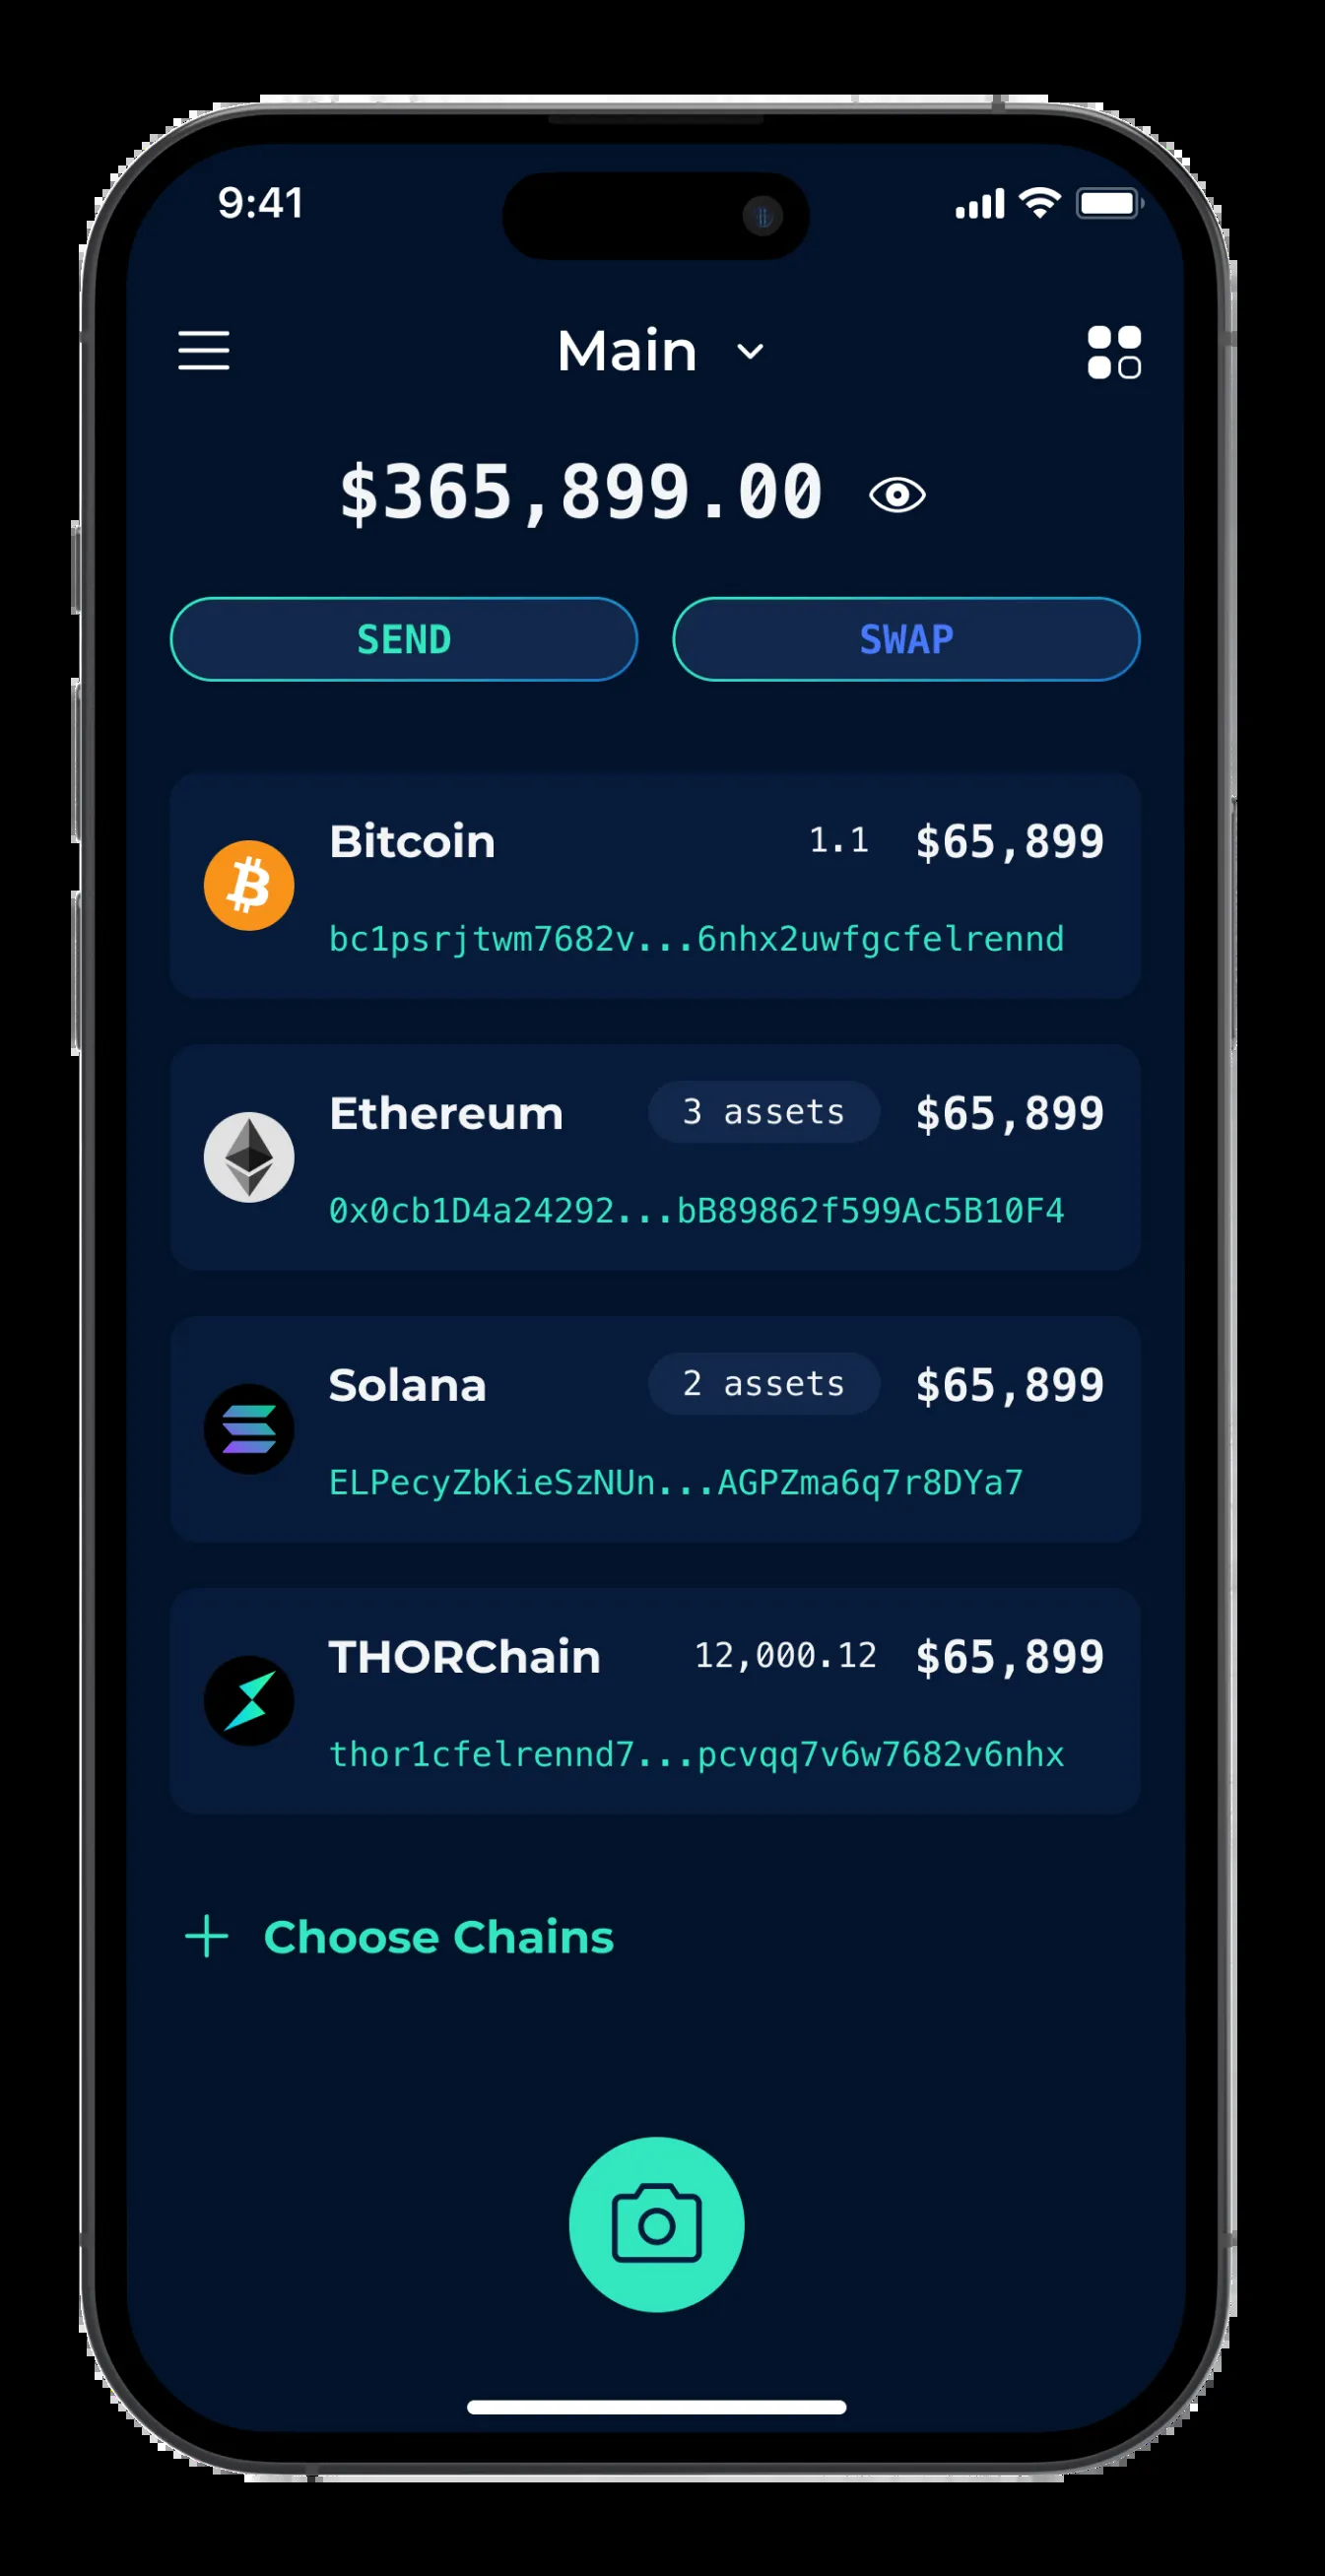 9:41
Main
$365,899.00
SEND SWAP
Bitcoin 1.1 $65,899
bc1psrjtwm7682v...6nhx2uwfgcfelrennd
Ethereum 3 assets $65,899
0x0cb1D4a24292...bB89862f599Ac5B10F4
Solana 2 assets $65,899
ELPecyZbKieSzNUn...AGPZma6q7r8DYa7
THORChain 12,000.12 $65,899
thor1cfelrennd7...pcvqq7v6w7682v6nhx
Choose Chains